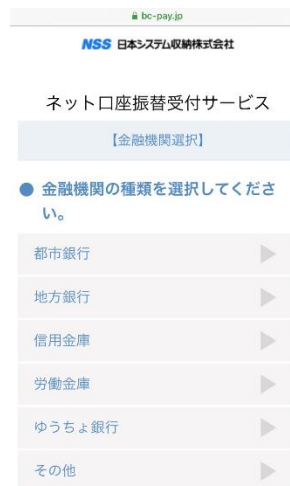 bc-pay.jp
NSS 日本システム収納株式会社
ネット口座振替受付サービス
【金融機関選択】
金融機関の種類を選択してくださ
い。
都市銀行
地方銀行
信用金庫
労働金庫
ゆうちょ銀行
その他